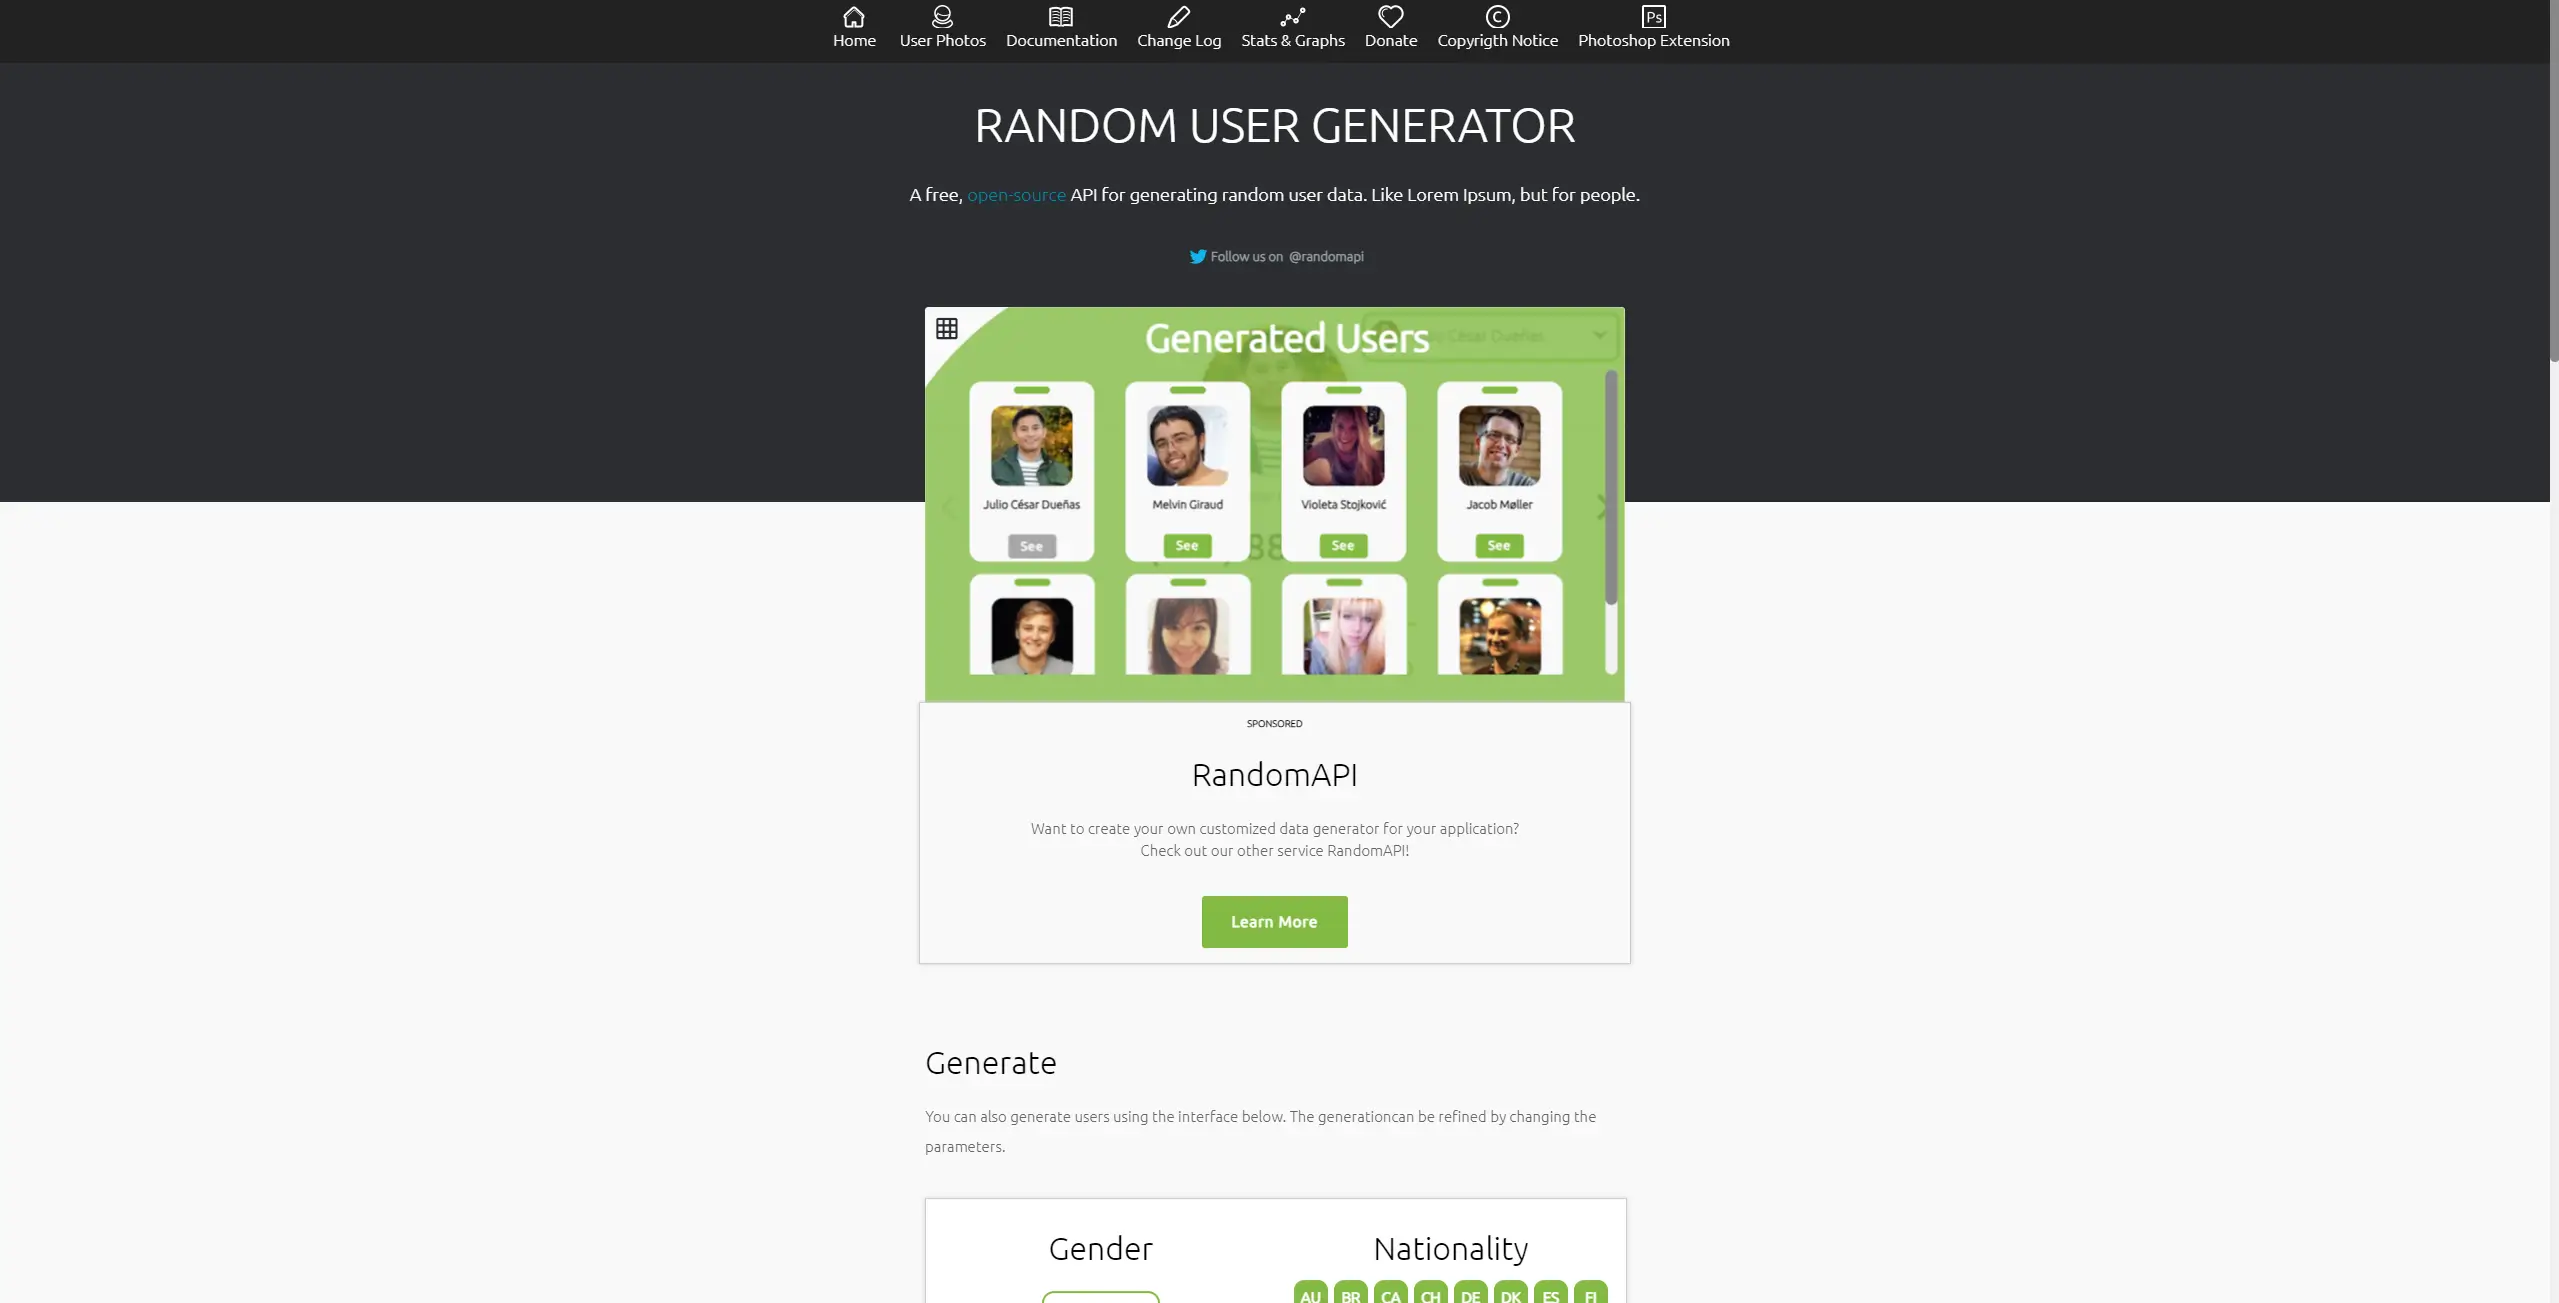 Home User Photos Documentation Change Log Stats & Graphs Donate Copyrigth Notice Photoshop Extension
RANDOM USER GENERATOR
A free, open-source API for generating random user data. Like Lorem Ipsum, but for people.
Follow us on @randomapi
Generated Users
Julio César Dueñas Melvin Giraud Violeta Stojković Jacob Møller
See See See See
SPONSORED
RandomAPI
Want to create your own customized data generator for your application?
Check out our other service RandomAPI!
Learn More
Generate
You can also generate users using the interface below. The generationcan be refined by changing the
parameters.
Gender Nationality
AU BR CA CH DE DK ES FI